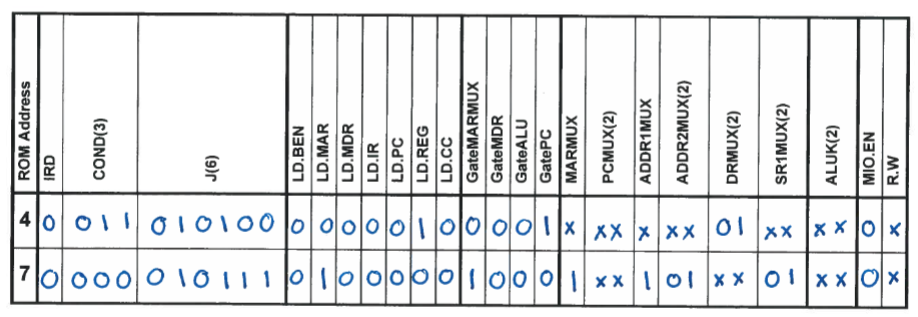 ROM Address IRD COND(3) J(6) LD.BEN LD.MAR LD.MDR LD.IR LD.PC LD.REG LD.CC GateMARMUX GateMDR GateALU GatePC MARMUX PCMUX(2) ADDR1MUX ADDR2MUX(2) DRMUX(2) SR1MUX(2) ALUK(2) MIO.EN R.W
4 0 011 010100 0 0 0 0 0 1 0 0 0 0 1 x xx x xx 01 xx xx 0 x
7 0 000 010111 0 1 0 0 0 0 0 1 0 0 0 1 xx 1 01 xx 01 xx 0 x